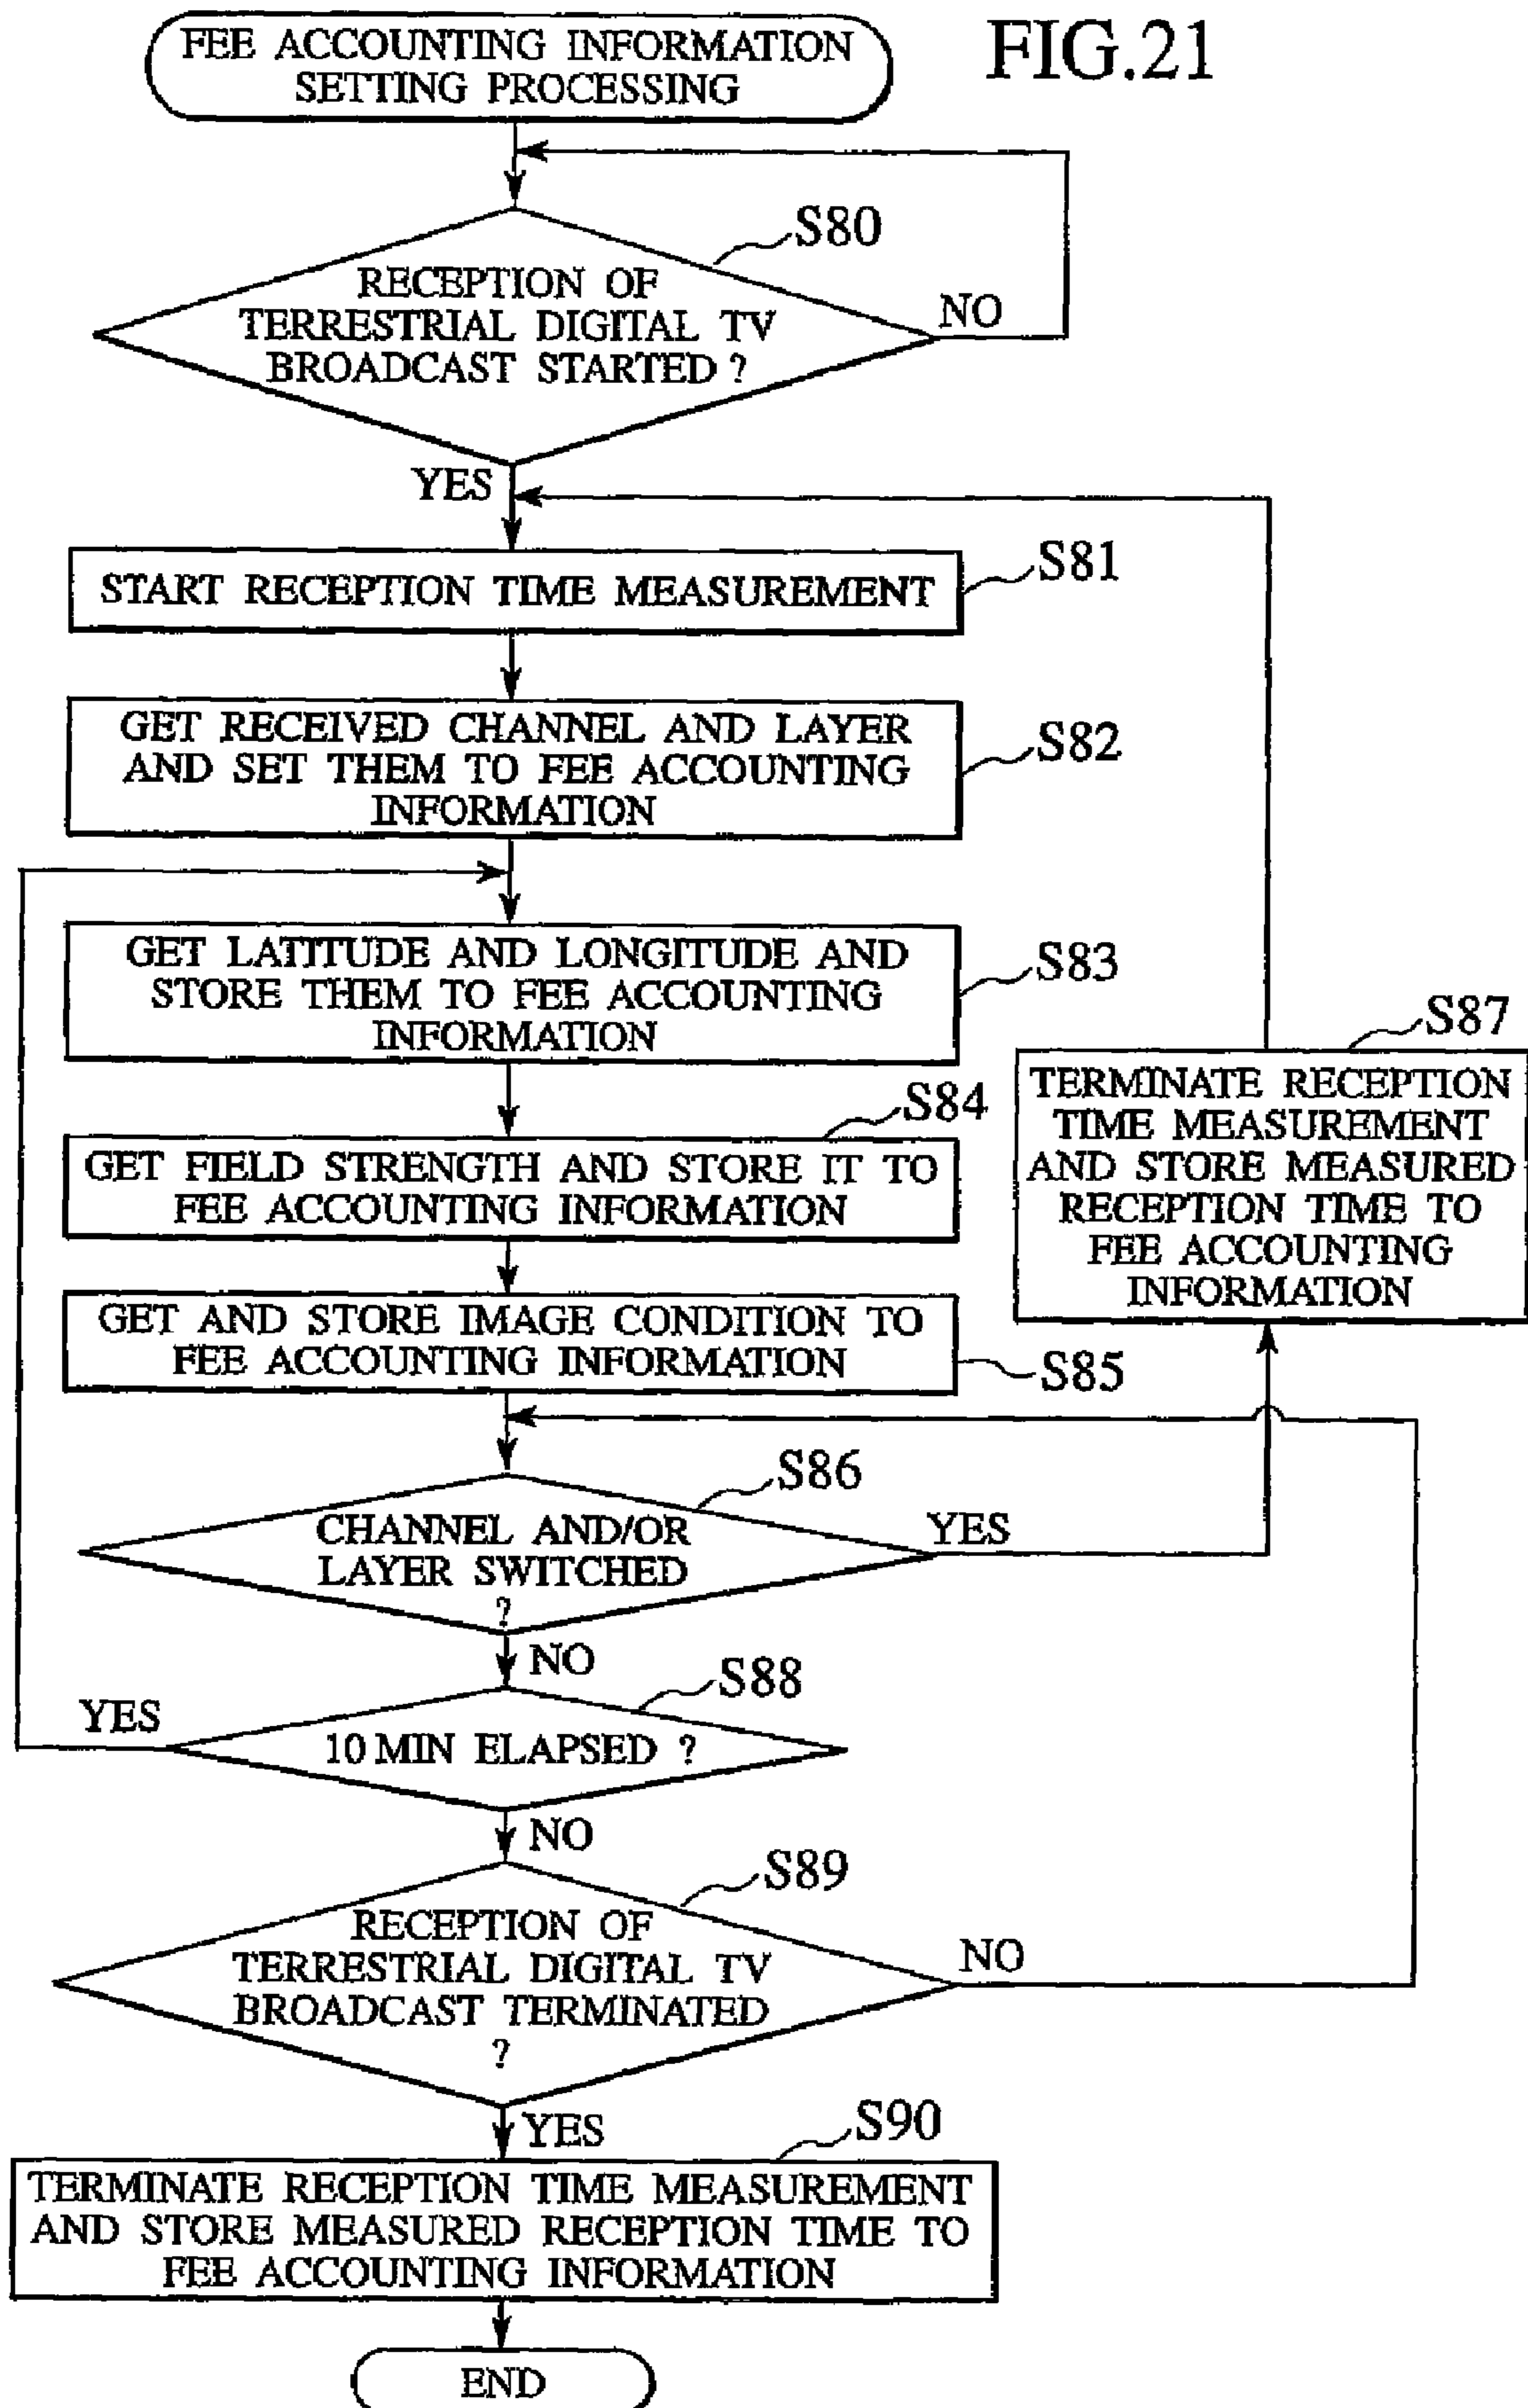 FIG.21
FEE ACCOUNTING INFORMATION
SETTING PROCESSING
S80
RECEPTION OF
TERRESTRIAL DIGITAL TV
BROADCAST STARTED ?
NO
YES
S81
START RECEPTION TIME MEASUREMENT
S82
GET RECEIVED CHANNEL AND LAYER
AND SET THEM TO FEE ACCOUNTING
INFORMATION
S83
GET LATITUDE AND LONGITUDE AND
STORE THEM TO FEE ACCOUNTING
INFORMATION
S84
GET FIELD STRENGTH AND STORE IT TO
FEE ACCOUNTING INFORMATION
GET AND STORE IMAGE CONDITION TO
FEE ACCOUNTING INFORMATION
S85
S86
CHANNEL AND/OR
LAYER SWITCHED
?
YES
NO
S87
TERMINATE RECEPTION
TIME MEASUREMENT
AND STORE MEASURED
RECEPTION TIME TO
FEE ACCOUNTING
INFORMATION
S88
YES
10 MIN ELAPSED ?
NO
S89
RECEPTION OF
TERRESTRIAL DIGITAL TV
BROADCAST TERMINATED
?
NO
YES
S90
TERMINATE RECEPTION TIME MEASUREMENT
AND STORE MEASURED RECEPTION TIME TO
FEE ACCOUNTING INFORMATION
END